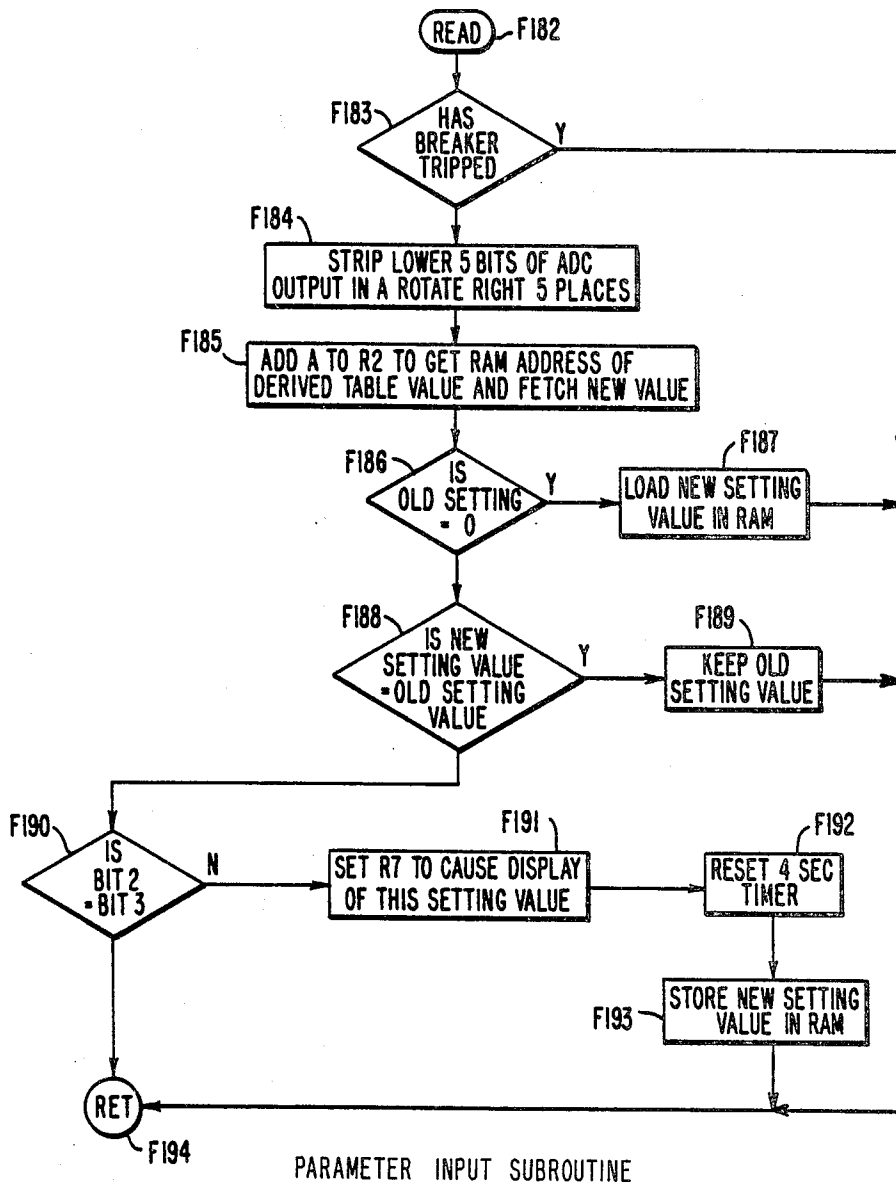 READ
F182
F183
HAS
BREAKER
TRIPPED
Y
F184
STRIP LOWER 5 BITS OF ADC
OUTPUT IN A ROTATE RIGHT 5 PLACES
F185
ADD A TO R2 TO GET RAM ADDRESS OF
DERIVED TABLE VALUE AND FETCH NEW VALUE
F186
IS
OLD SETTING
= 0
Y
F187
LOAD NEW SETTING
VALUE IN RAM
F188
IS NEW
SETTING VALUE
=OLD SETTING
VALUE
Y
F189
KEEP OLD
SETTING VALUE
F190
IS
BIT 2
= BIT 3
N
F191
SET R7 TO CAUSE DISPLAY
OF THIS SETTING VALUE
F192
RESET 4 SEC
TIMER
F193
STORE NEW SETTING
VALUE IN RAM
RET
F194
PARAMETER INPUT SUBROUTINE